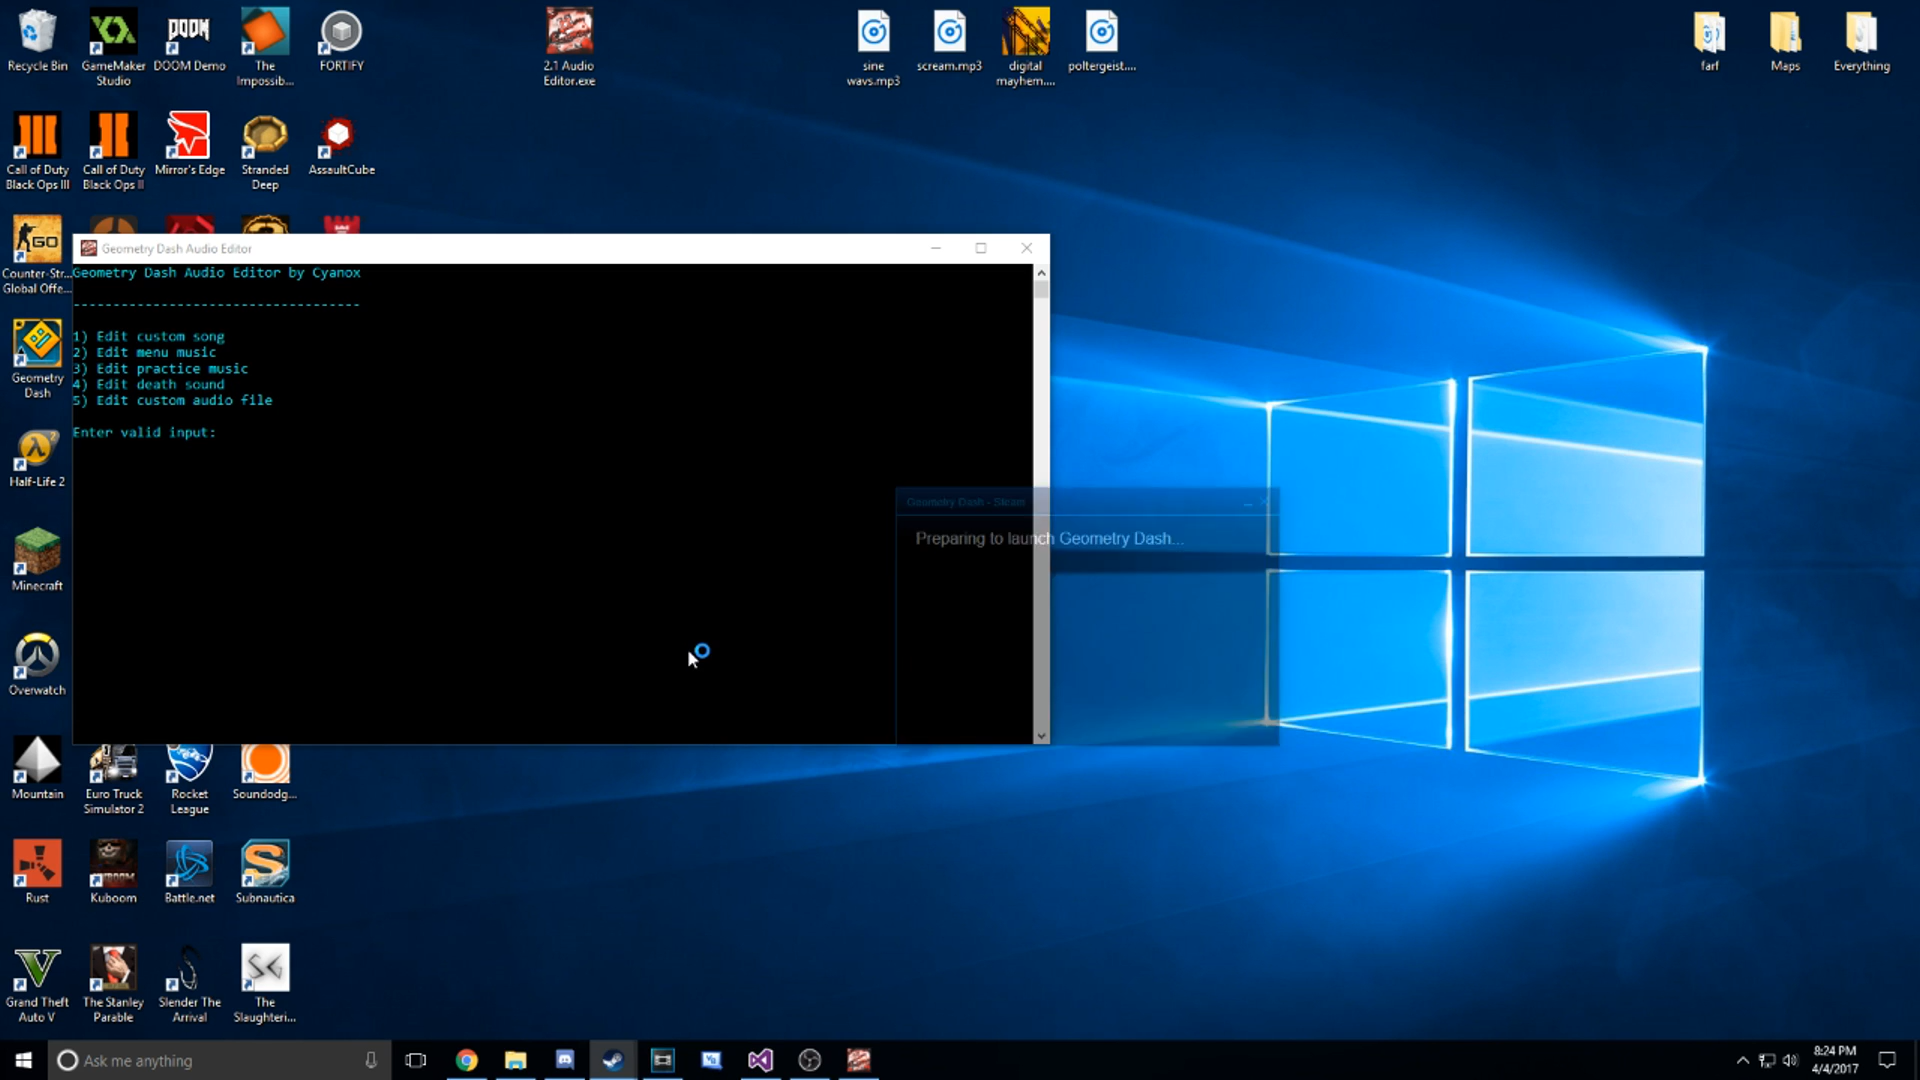 Recycle Bin
GameMaker
Studio
DOOM
DOOM Demo
The
Impossib...
FORTIFY
2.1 Audio
Editor.exe
sine
wavs.mp3
scream.mp3
digital
mayhem....
poltergeist....
farf
Maps
Everything
Call of Duty
Black Ops III
Call of Duty
Black Ops II
Mirror's Edge
Stranded
Deep
AssaultCube
GO
Counter-Str...
Global Offe...
Geometry Dash Audio Editor
Geometry Dash Audio Editor by Cyanox
------------------------------------
1) Edit custom song
2) Edit menu music
3) Edit practice music
4) Edit death sound
5) Edit custom audio file
Enter valid input:
Geometry
Dash
Half-Life 2
Geometry Dash - Steam
Preparing to launch Geometry Dash...
Minecraft
Overwatch
Mountain
Euro Truck
Simulator 2
Rocket
League
Soundodg...
Rust
Kuboom
Battle.net
Subnautica
Grand Theft
Auto V
The Stanley
Parable
Slender The
Arrival
The
Slaughteri...
Ask me anything
8:24 PM
4/4/2017